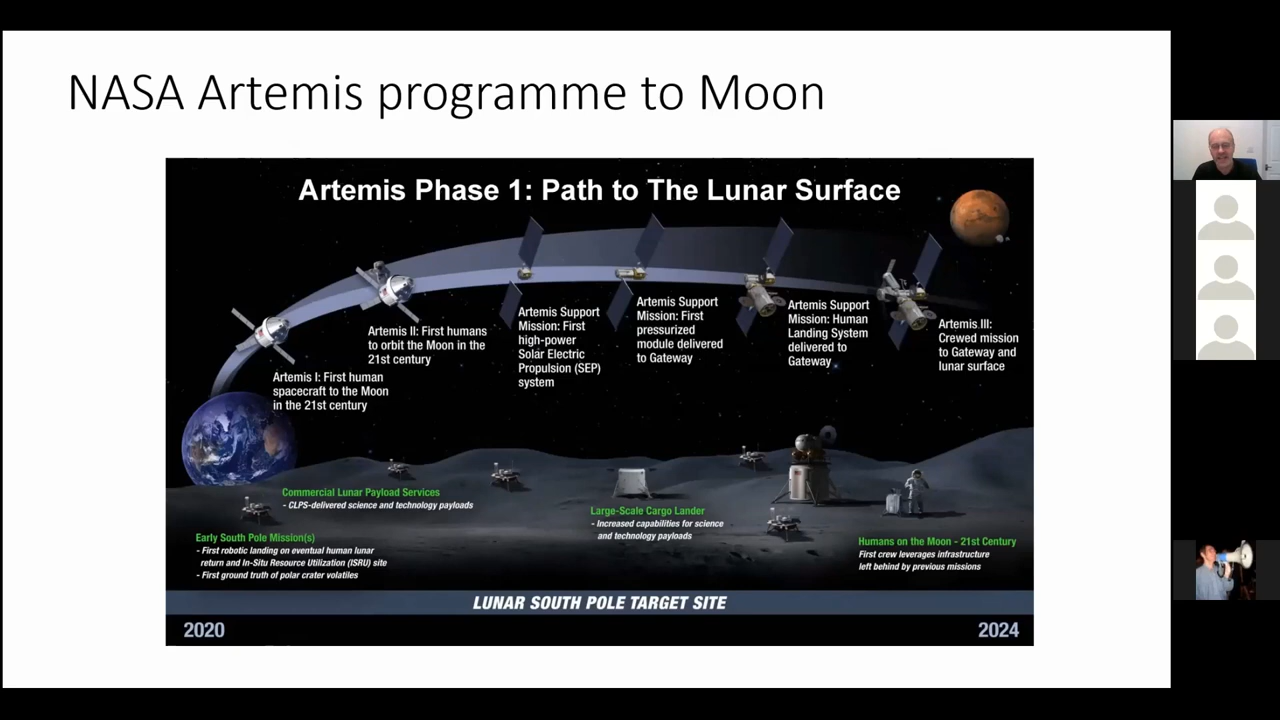 NASA Artemis programme to Moon
Artemis Phase 1: Path to The Lunar Surface
Artemis I: First human
spacecraft to the Moon
in the 21st century
Artemis II: First humans
to orbit the Moon in the
21st century
Artemis Support
Mission: First
high-power
Solar Electric
Propulsion (SEP)
system
Artemis Support
Mission: First
pressurized
module delivered
to Gateway
Artemis Support
Mission: Human
Landing System
delivered to
Gateway
Artemis III:
Crewed mission
to Gateway and
lunar surface
Commercial Lunar Payload Services
- CLPS-delivered science and technology payloads
Early South Pole Mission(s)
- First robotic landing on eventual human lunar
return and In-Situ Resource Utilization (ISRU) site
- First ground truth of polar crater volatiles
Large-Scale Cargo Lander
- Increased capabilities for science
and technology payloads
Humans on the Moon - 21st Century
First crew leverages infrastructure
left behind by previous missions
LUNAR SOUTH POLE TARGET SITE
2020
2024